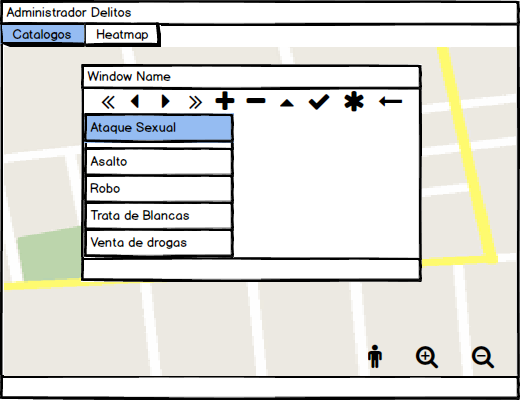 Administrador Delitos
Catalogos Heatmap
Window Name
Ataque Sexual
Asalto
Robo
Trata de Blancas
Venta de drogas